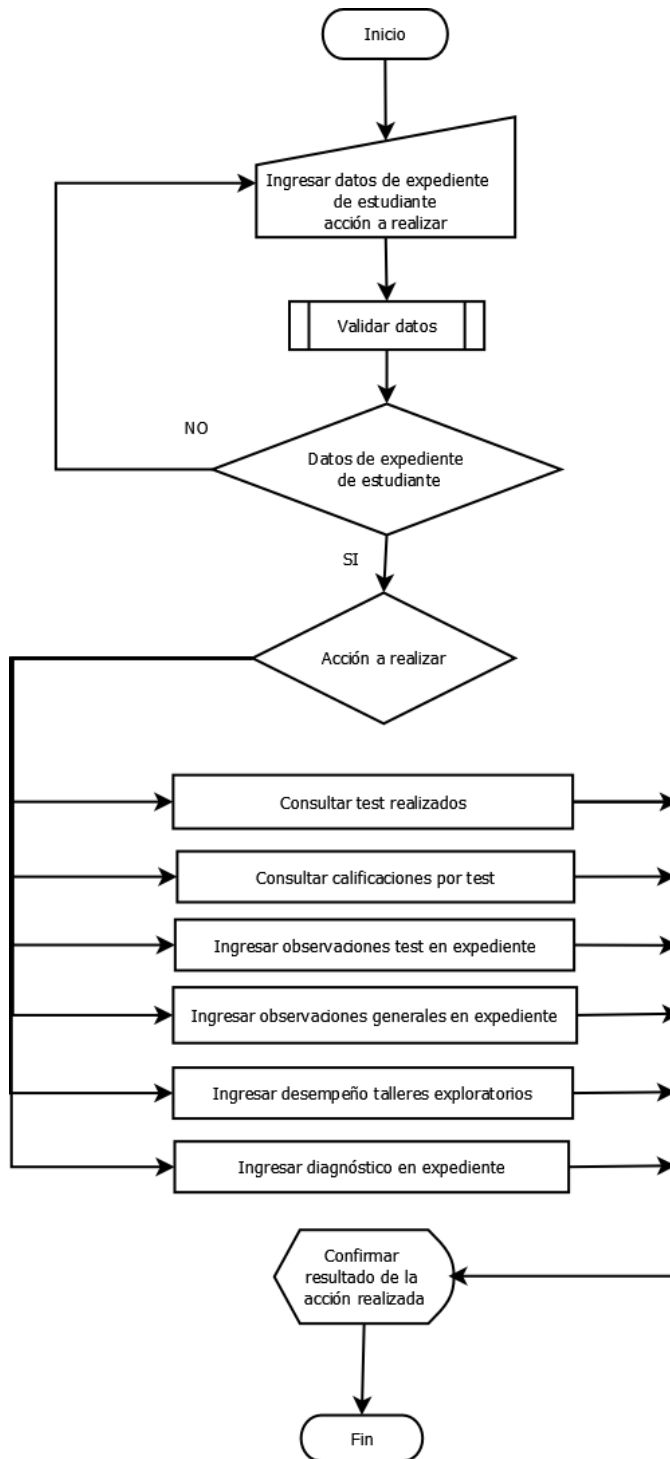 Inicio
Ingresar datos de expediente
de estudiante
acción a realizar
Validar datos
NO
Datos de expediente
de estudiante
SI
Acción a realizar
Consultar test realizados
Consultar calificaciones por test
Ingresar observaciones test en expediente
Ingresar observaciones generales en expediente
Ingresar desempeño talleres exploratorios
Ingresar diagnóstico en expediente
Confirmar
resultado de la
acción realizada
Fin